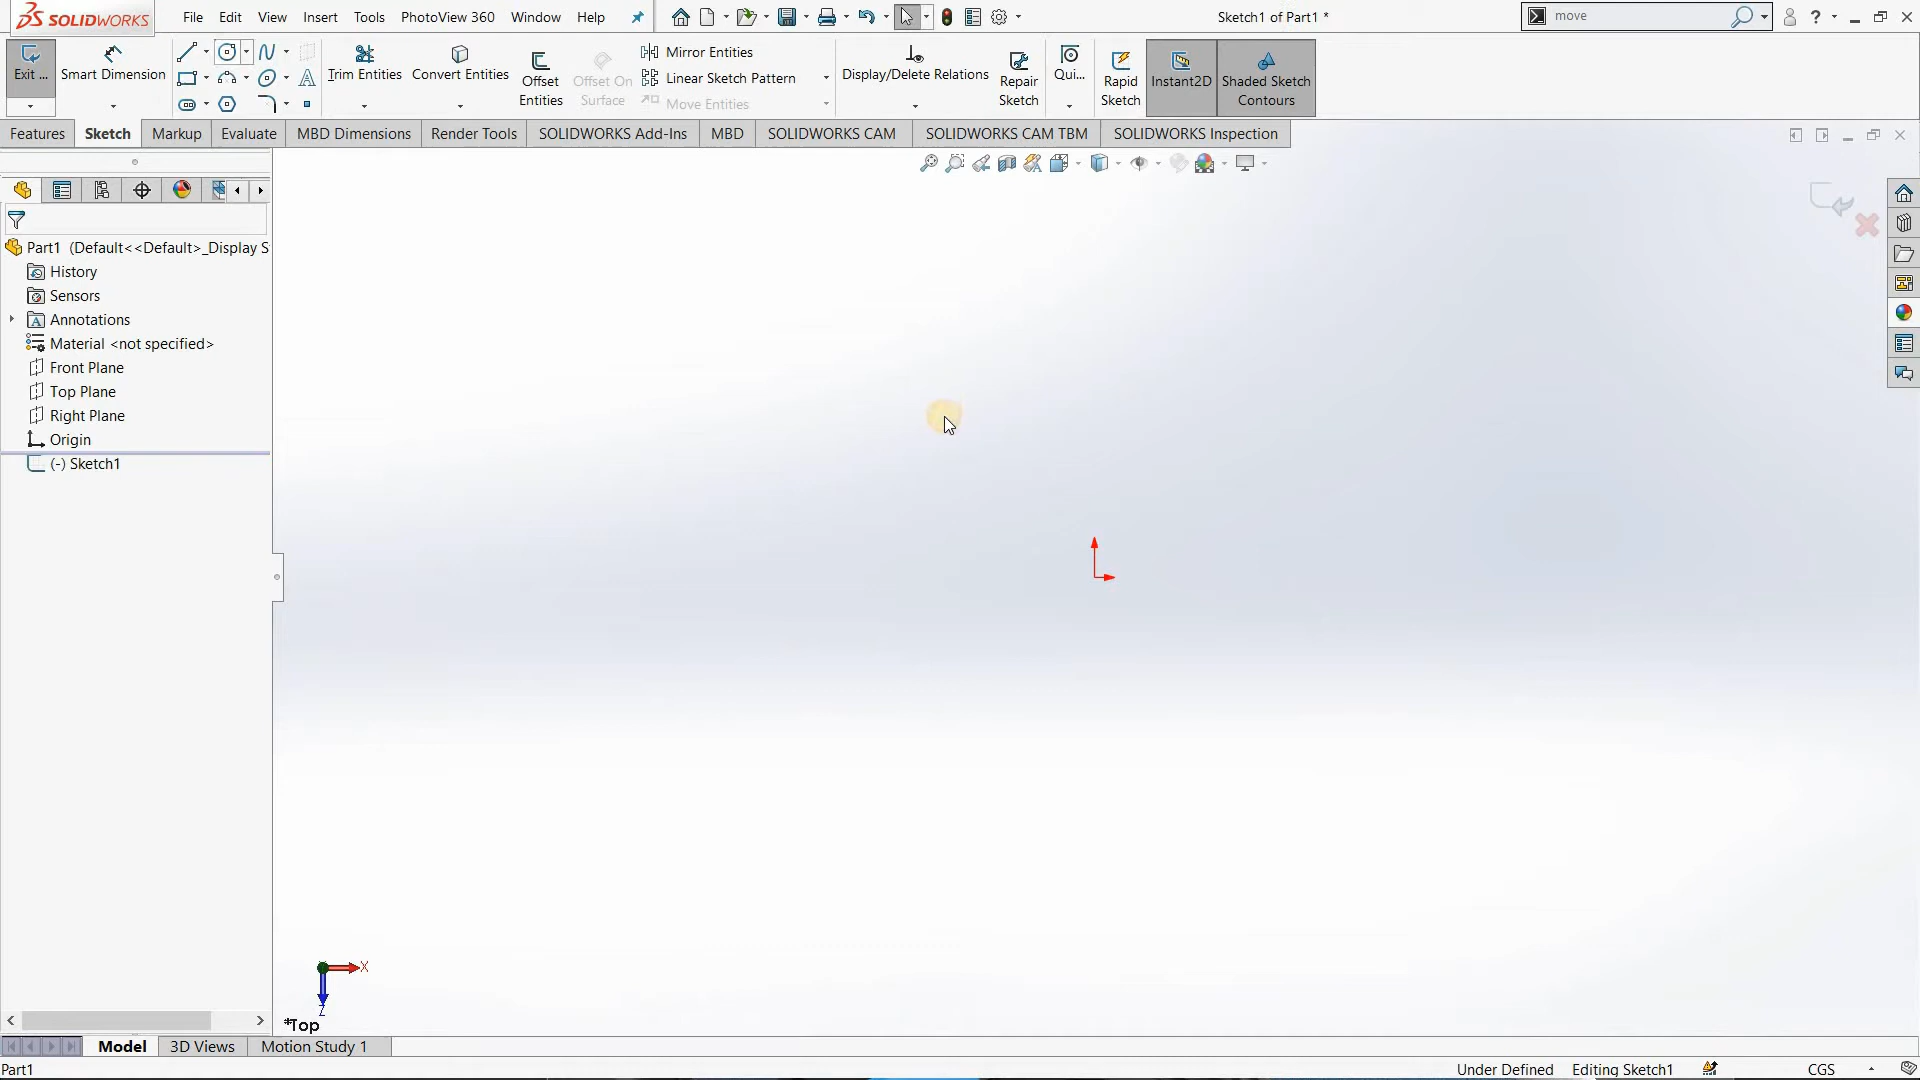 SOLIDWORKS File Edit View Insert Tools PhotoView 360 Window Help Sketch1 of Part1 * move ?
Exit ... Smart Dimension Trim Entities Convert Entities Offset Entities Offset On Surface Mirror Entities Display/Delete Relations Repair Sketch Qui... Rapid Sketch Instant2D Shaded Sketch Contours
Linear Sketch Pattern
Move Entities
Features Sketch Markup Evaluate MBD Dimensions Render Tools SOLIDWORKS Add-Ins MBD SOLIDWORKS CAM SOLIDWORKS CAM TBM SOLIDWORKS Inspection
Part1 (Default<<Default>_Display S
History
Sensors
Annotations
Material <not specified>
Front Plane
Top Plane
Right Plane
Origin
(-) Sketch1
X
Z
*Top
Model 3D Views Motion Study 1
Part1 Under Defined Editing Sketch1 CGS